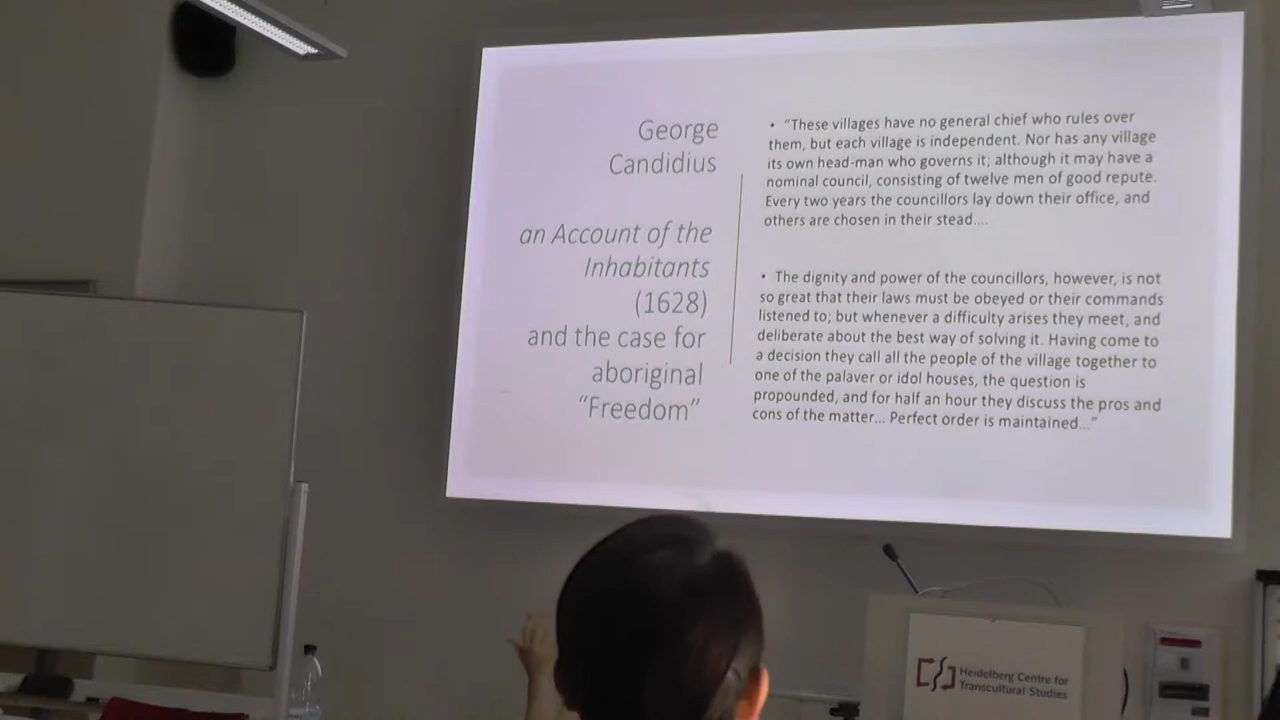 George
Candidius
an Account of the
Inhabitants
(1628)
and the case for
aboriginal
“Freedom”
• “These villages have no general chief who rules over
them, but each village is independent. Nor has any village
its own head-man who governs it; although it may have a
nominal council, consisting of twelve men of good repute.
Every two years the councillors lay down their office, and
others are chosen in their stead....
• The dignity and power of the councillors, however, is not
so great that their laws must be obeyed or their commands
listened to; but whenever a difficulty arises they meet, and
deliberate about the best way of solving it. Having come to
a decision they call all the people of the village together to
one of the palaver or idol houses, the question is
propounded, and for half an hour they discuss the pros and
cons of the matter... Perfect order is maintained...”
Heidelberg Centre for
Transcultural Studies